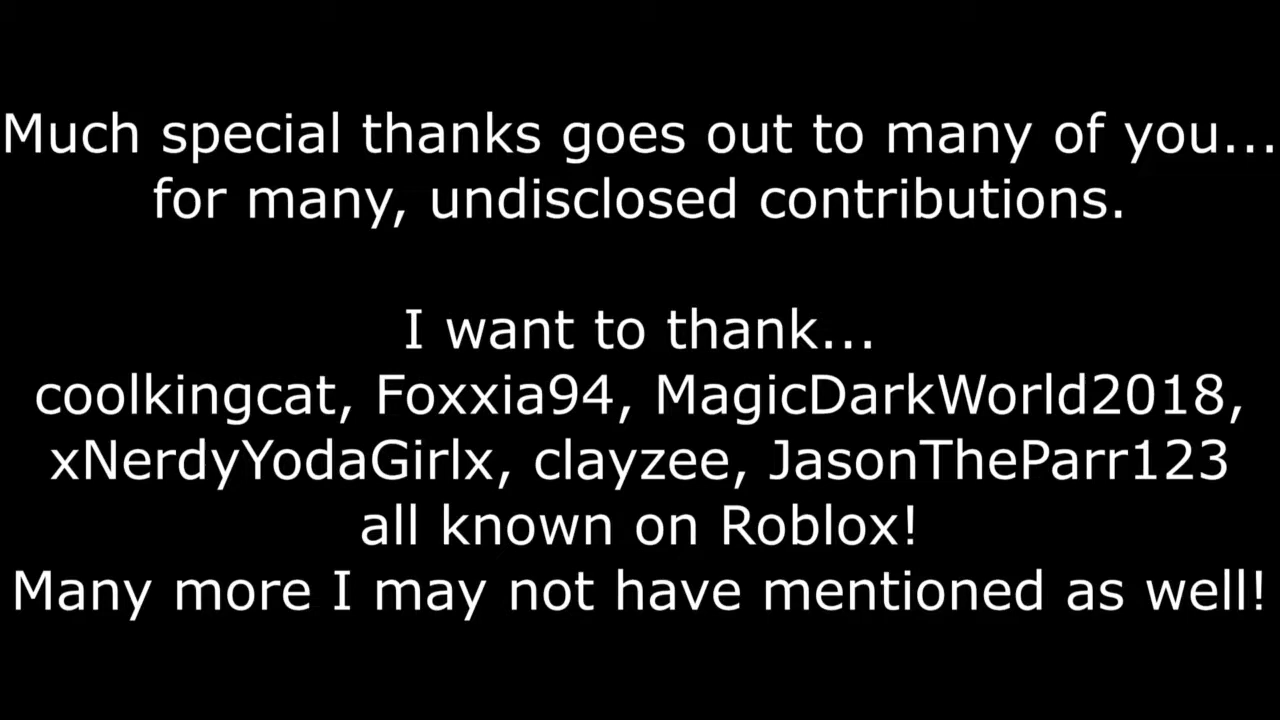 Much special thanks goes out to many of you...
for many, undisclosed contributions.
I want to thank...
coolkingcat, Foxxia94, MagicDarkWorld2018,
xNerdyYodaGirlx, clayzee, JasonTheParr123
all known on Roblox!
Many more I may not have mentioned as well!